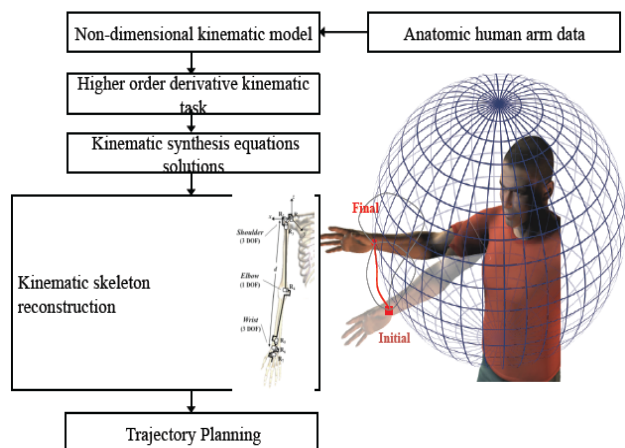 Non-dimensional kinematic model
Anatomic human arm data
Higher order derivative kinematic
task
Kinematic synthesis equations
solutions
Shoulder
(3 DOF)
Elbow
(1 DOF)
Wrist
(3 DOF)
Kinematic skeleton
reconstruction
Final
Initial
Trajectory Planning